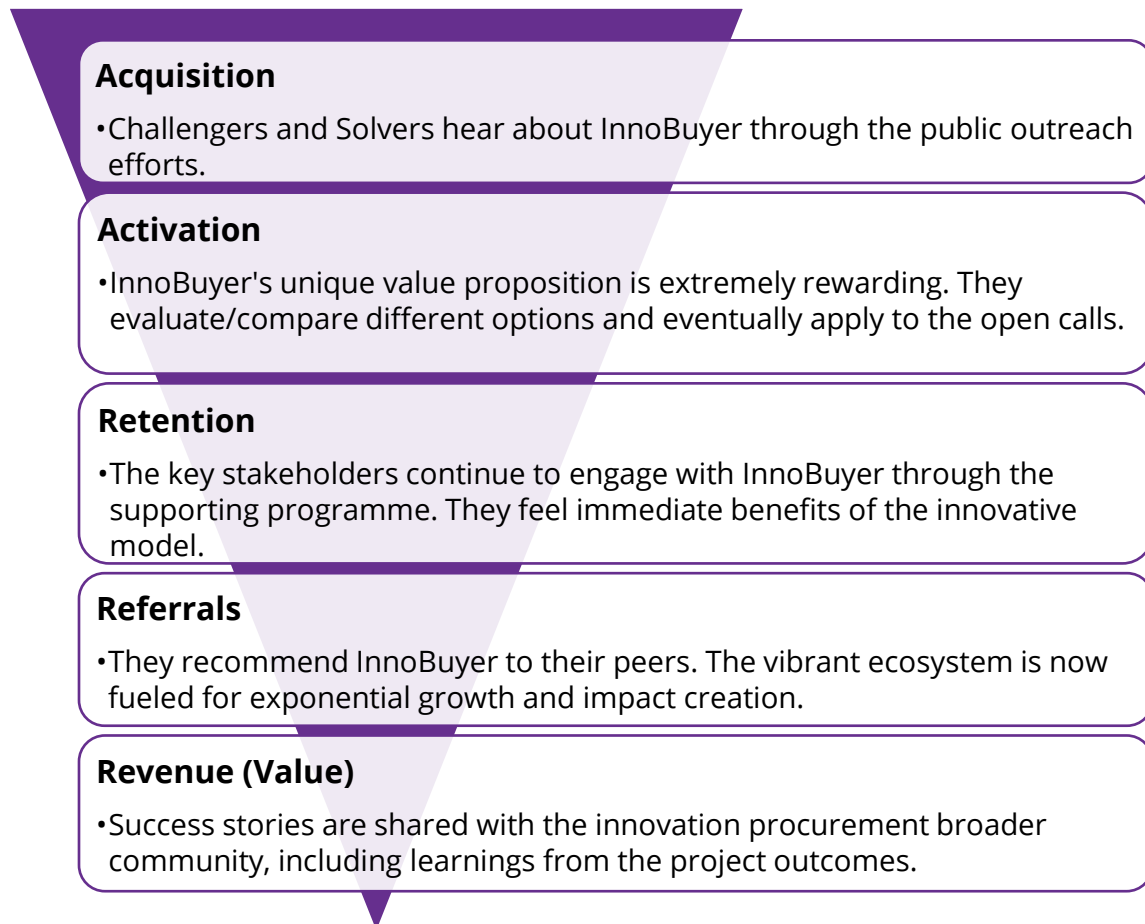 Acquisition
•Challengers and Solvers hear about InnoBuyer through the public outreach
efforts.
Activation
•InnoBuyer's unique value proposition is extremely rewarding. They
evaluate/compare different options and eventually apply to the open calls.
Retention
•The key stakeholders continue to engage with InnoBuyer through the
supporting programme. They feel immediate benefits of the innovative
model.
Referrals
•They recommend InnoBuyer to their peers. The vibrant ecosystem is now
fueled for exponential growth and impact creation.
Revenue (Value)
•Success stories are shared with the innovation procurement broader
community, including learnings from the project outcomes.